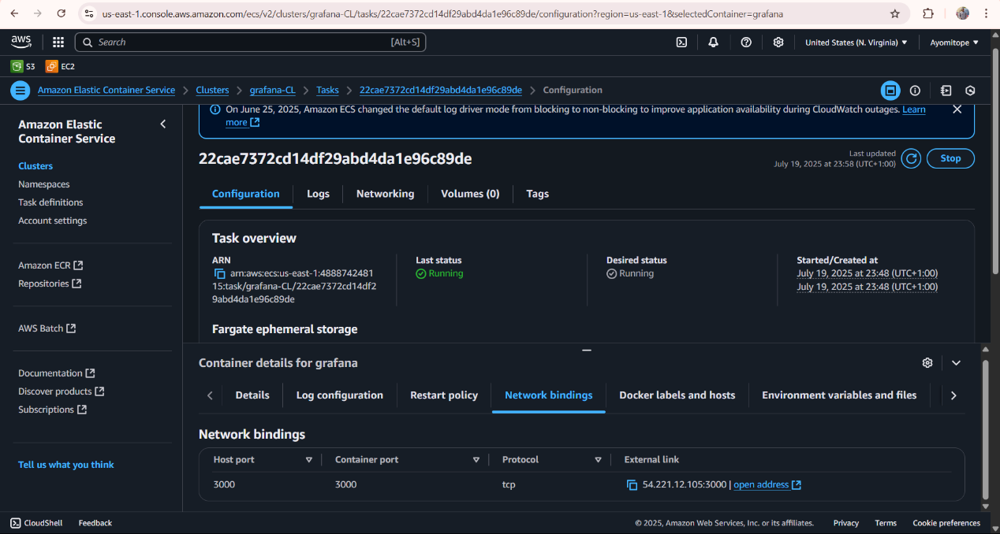 us-east-1.console.aws.amazon.com/ecs/v2/clusters/grafana-CL/tasks/22cae7372cd14df29abd4da1e96c89de/configuration?region=us-east-1&selectedContainer=grafana
aws
Search
[Alt+S]
United States (N. Virginia)
Ayomitope
S3
EC2
Amazon Elastic Container Service
Clusters
grafana-CL
Tasks
22cae7372cd14df29abd4da1e96c89de
Configuration
Amazon Elastic
Container Service
Clusters
Namespaces
Task definitions
Account settings
Amazon ECR
Repositories
AWS Batch
Documentation
Discover products
Subscriptions
Tell us what you think
On June 25, 2025, Amazon ECS changed the default log driver mode from blocking to non-blocking to improve application availability during CloudWatch outages. Learn
more
22cae7372cd14df29abd4da1e96c89de
Last updated
July 19, 2025 at 23:58 (UTC+1:00)
Stop
Configuration
Logs
Networking
Volumes (0)
Tags
Task overview
ARN
arn:aws:ecs:us-east-1:4888742481
15:task/grafana-CL/22cae7372cd14df2
9abd4da1e96c89de
Last status
Running
Desired status
Running
Started/Created at
July 19, 2025 at 23:48 (UTC+1:00)
July 19, 2025 at 23:48 (UTC+1:00)
Fargate ephemeral storage
Container details for grafana
Details
Log configuration
Restart policy
Network bindings
Docker labels and hosts
Environment variables and files
Network bindings
Host port
Container port
Protocol
External link
3000
3000
tcp
54.221.12.105:3000 | open address
CloudShell
Feedback
© 2025, Amazon Web Services, Inc. or its affiliates.
Privacy
Terms
Cookie preferences